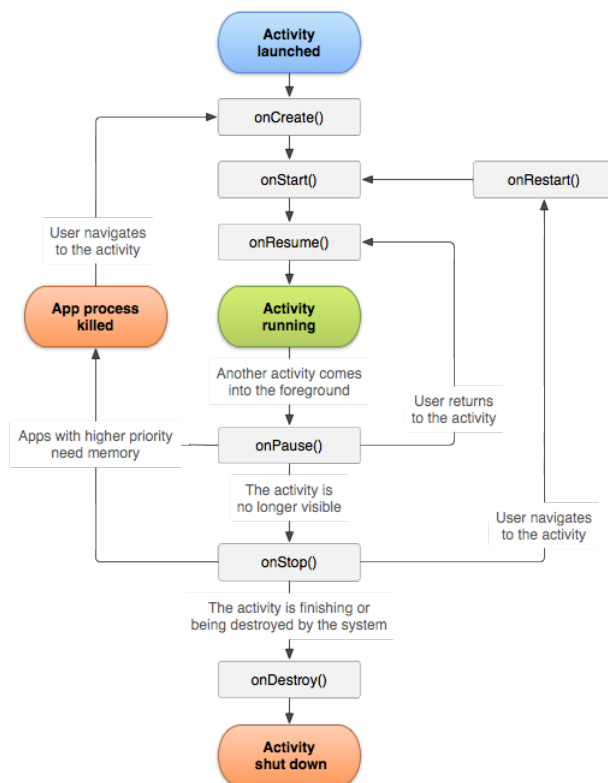 Activity
launched
onCreate()
onStart()
onRestart()
User navigates
to the activity
onResume()
App process
killed
Activity
running
Another activity comes
into the foreground
User returns
to the activity
Apps with higher priority
need memory
onPause()
The activity is
no longer visible
User navigates
to the activity
onStop()
The activity is finishing or
being destroyed by the system
onDestroy()
Activity
shut down